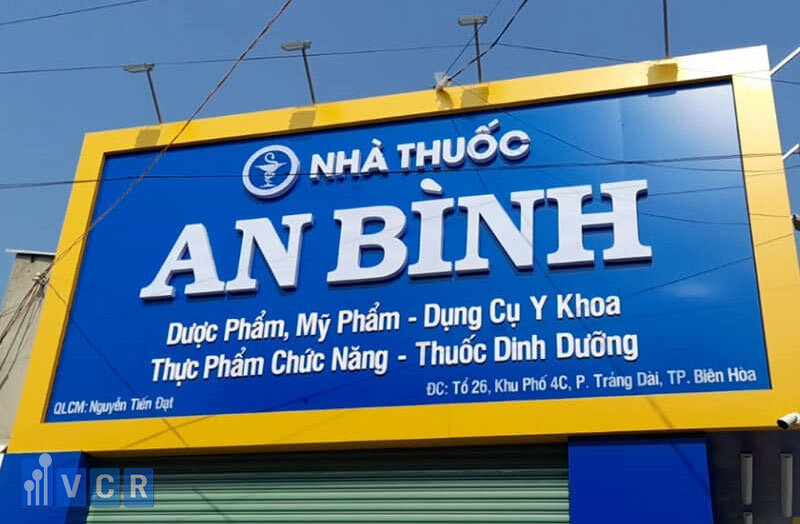 NHÀ THUỐC
AN BÌNH
Dược Phẩm, Mỹ Phẩm - Dụng Cụ Y Khoa
Thực Phẩm Chức Năng - Thuốc Dinh Dưỡng
QLCM: Nguyễn Tiến Đạt
ĐC: Tổ 26, Khu Phố 4C, P. Trảng Dài, TP. Biên Hòa
VCR